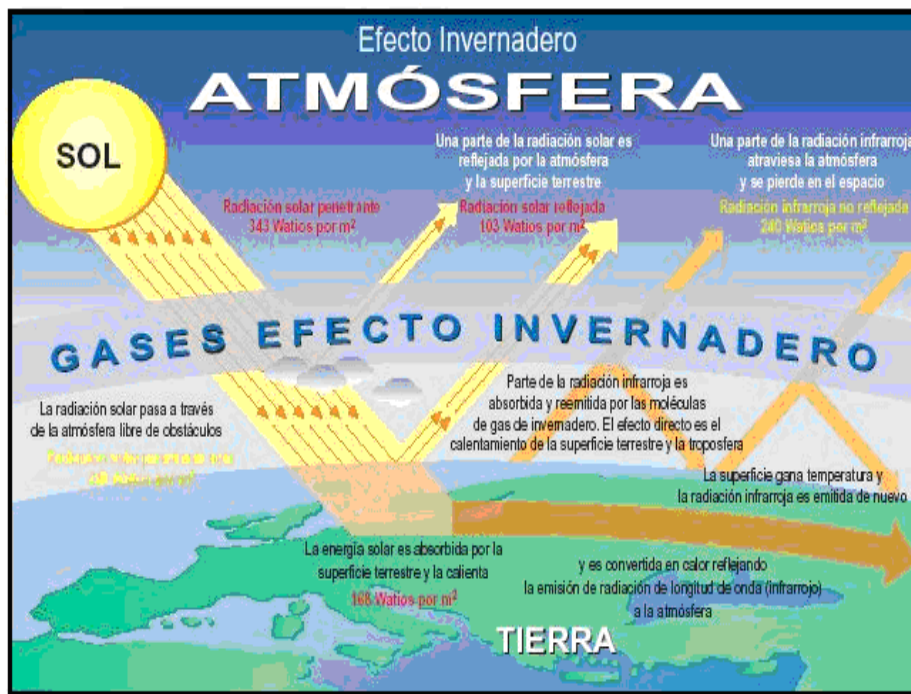 Efecto Invernadero
ATMÓSFERA
SOL
Una parte de la radiación solar es
reflejada por la atmósfera
y la superficie terrestre
Radiación solar reflejada
103 Watios por m²
Una parte de la radiación infrarroja
atraviesa la atmósfera
y se pierde en el espacio
Radiación infrarroja no reflejada
240 Watios por m²
Radiación solar penetrante
343 Watios por m²
GASES EFECTO INVERNADERO
La radiación solar pasa a través
de la atmósfera libre de obstáculos
Watios por m²
Parte de la radiación infrarroja es
absorbida y reemitida por las moléculas
de gas de invernadero. El efecto directo es el
calentamiento de la superficie terrestre y la troposfera
La superficie gana temperatura y
la radiación infrarroja es emitida de nuevo
La energía solar es absorbida por la
superficie terrestre y la calienta
168 Watios por m²
y es convertida en calor reflejando
la emisión de radiación de longitud de onda (infrarrojo)
a la atmósfera
TIERRA